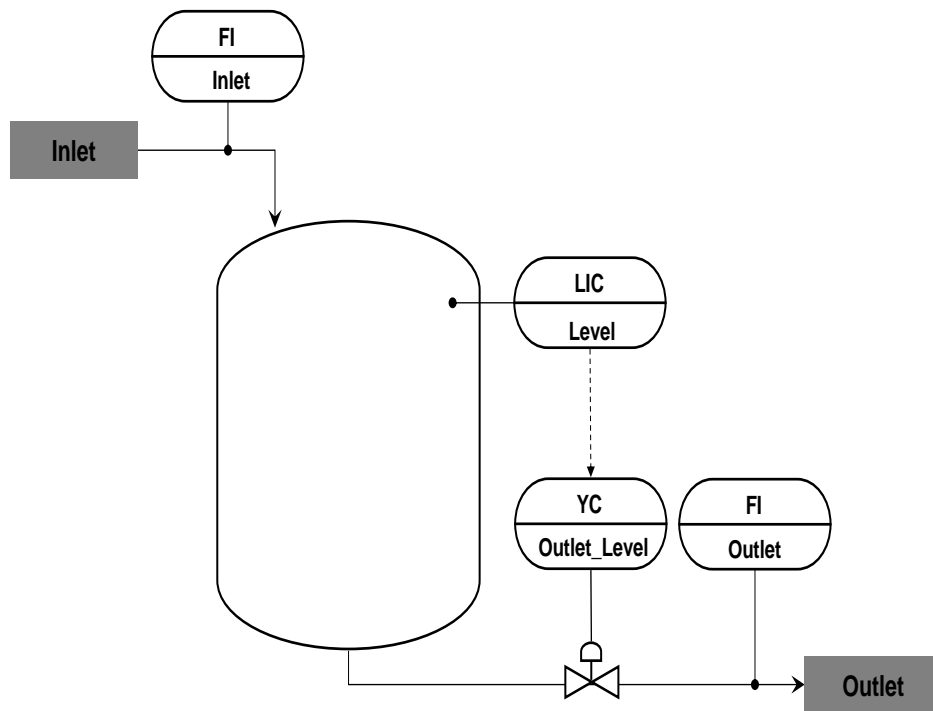 FI
Inlet
Inlet
LIC
Level
YC
Outlet_Level
FI
Outlet
Outlet